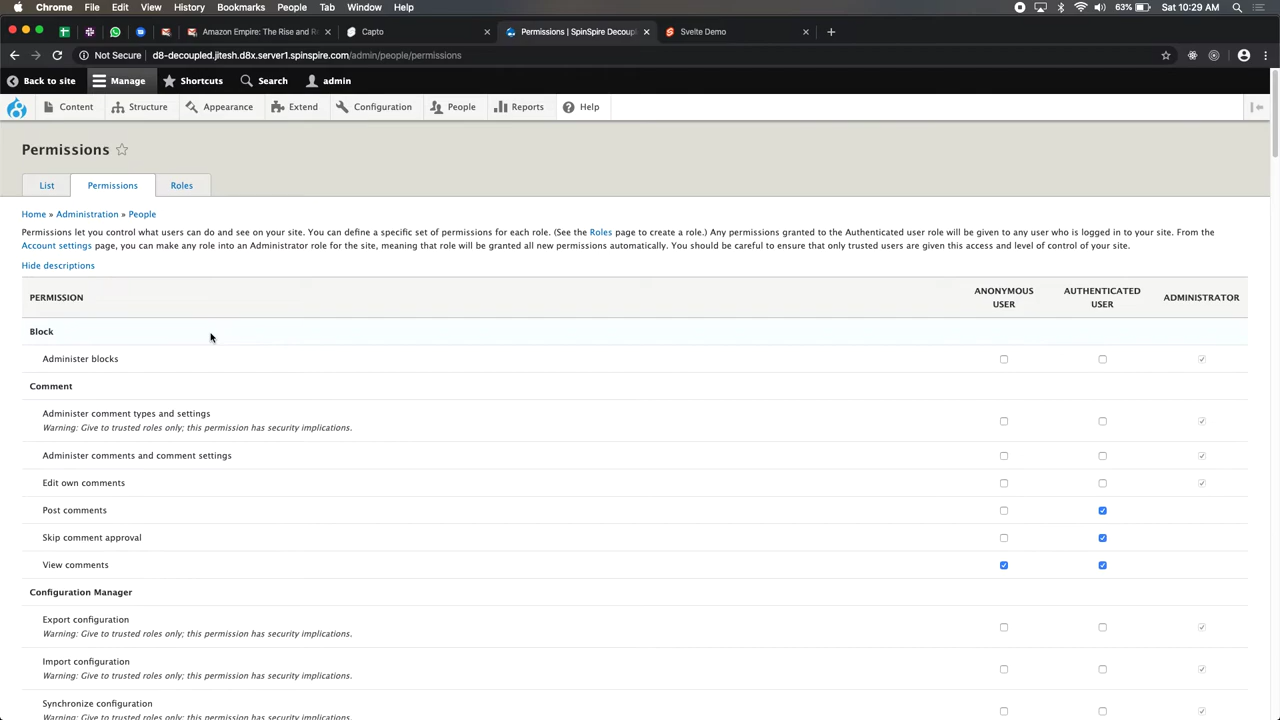 Chrome File Edit View History Bookmarks People Tab Window Help 63% Sat 10:29 AM
Amazon Empire: The Rise and R Capto Permissions | SpinSpire Decoupl Svelte Demo
Not Secure d8-decoupled.jitesh.d8x.server1.spinspire.com/admin/people/permissions
Back to site Manage Shortcuts Search admin
Content Structure Appearance Extend Configuration People Reports Help
Permissions
List Permissions Roles
Home » Administration » People
Permissions let you control what users can do and see on your site. You can define a specific set of permissions for each role. (See the Roles page to create a role.) Any permissions granted to the Authenticated user role will be given to any user who is logged in to your site. From the
Account settings page, you can make any role into an Administrator role for the site, meaning that role will be granted all new permissions automatically. You should be careful to ensure that only trusted users are given this access and level of control of your site.
Hide descriptions
PERMISSION ANONYMOUS USER AUTHENTICATED USER ADMINISTRATOR
Block
Administer blocks
Comment
Administer comment types and settings
Warning: Give to trusted roles only; this permission has security implications.
Administer comments and comment settings
Edit own comments
Post comments
Skip comment approval
View comments
Configuration Manager
Export configuration
Warning: Give to trusted roles only; this permission has security implications.
Import configuration
Warning: Give to trusted roles only; this permission has security implications.
Synchronize configuration
Warning: Give to trusted roles only; this permission has security implications.